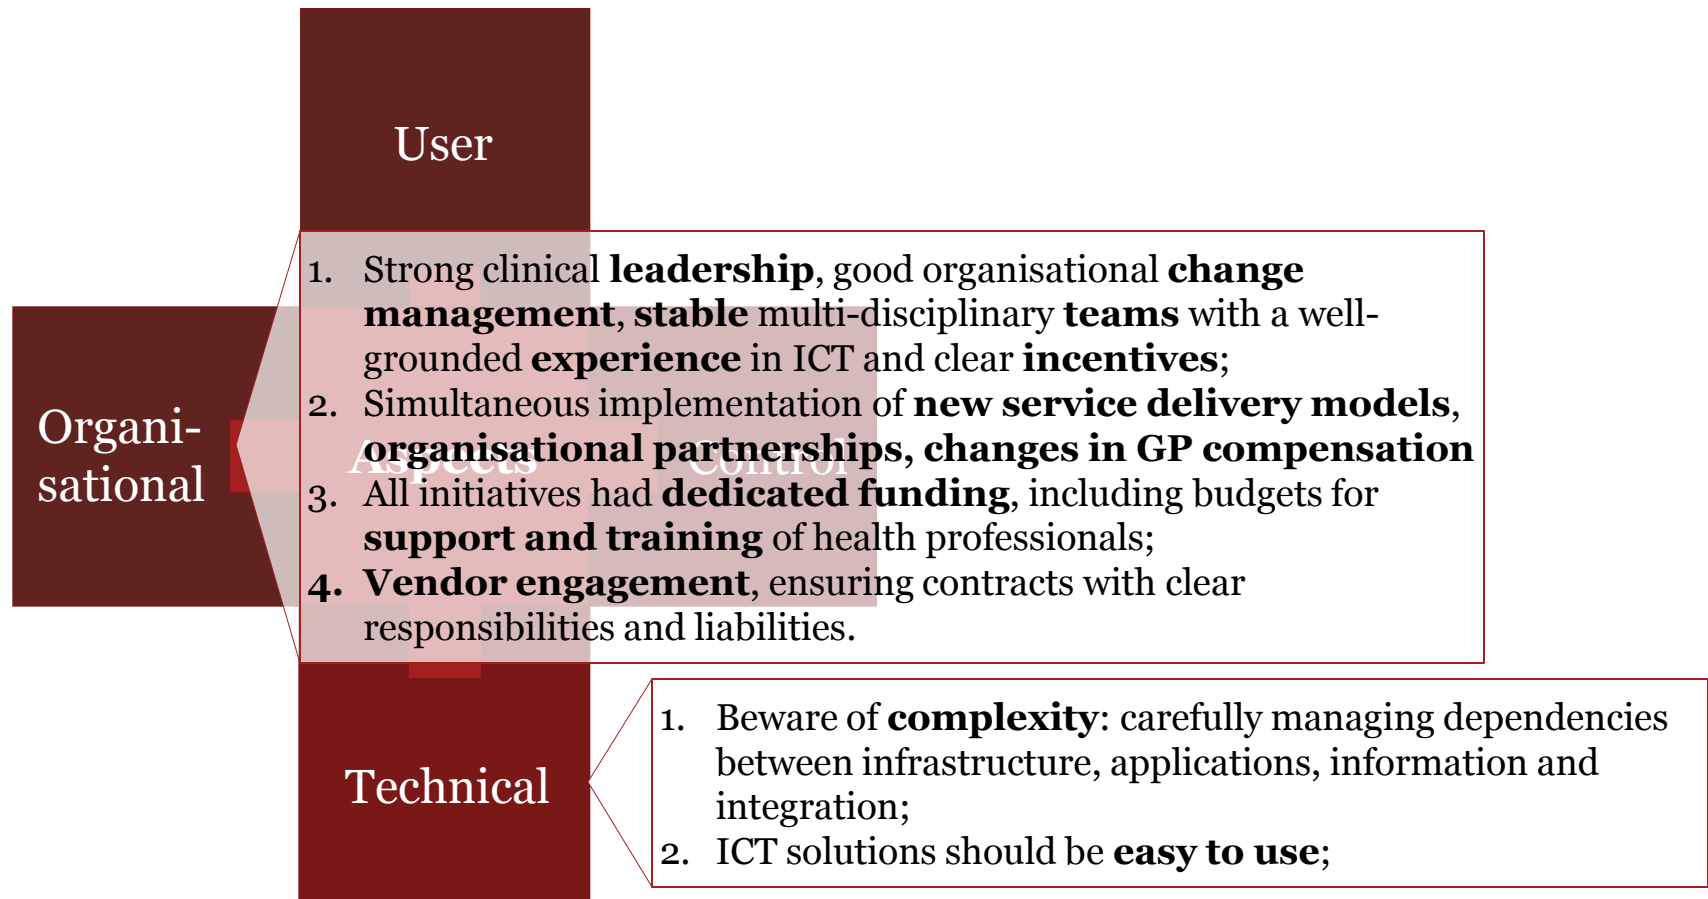 User
1. Strong clinical leadership, good organisational change
management, stable multi-disciplinary teams with a well-
grounded experience in ICT and clear incentives;
2. Simultaneous implementation of new service delivery models,
organisational partnerships, changes in GP compensation
3. All initiatives had dedicated funding, including budgets for
support and training of health professionals;
4. Vendor engagement, ensuring contracts with clear
responsibilities and liabilities.
Organi-
sational
Aspects
Control
Technical
1. Beware of complexity: carefully managing dependencies
between infrastructure, applications, information and
integration;
2. ICT solutions should be easy to use;